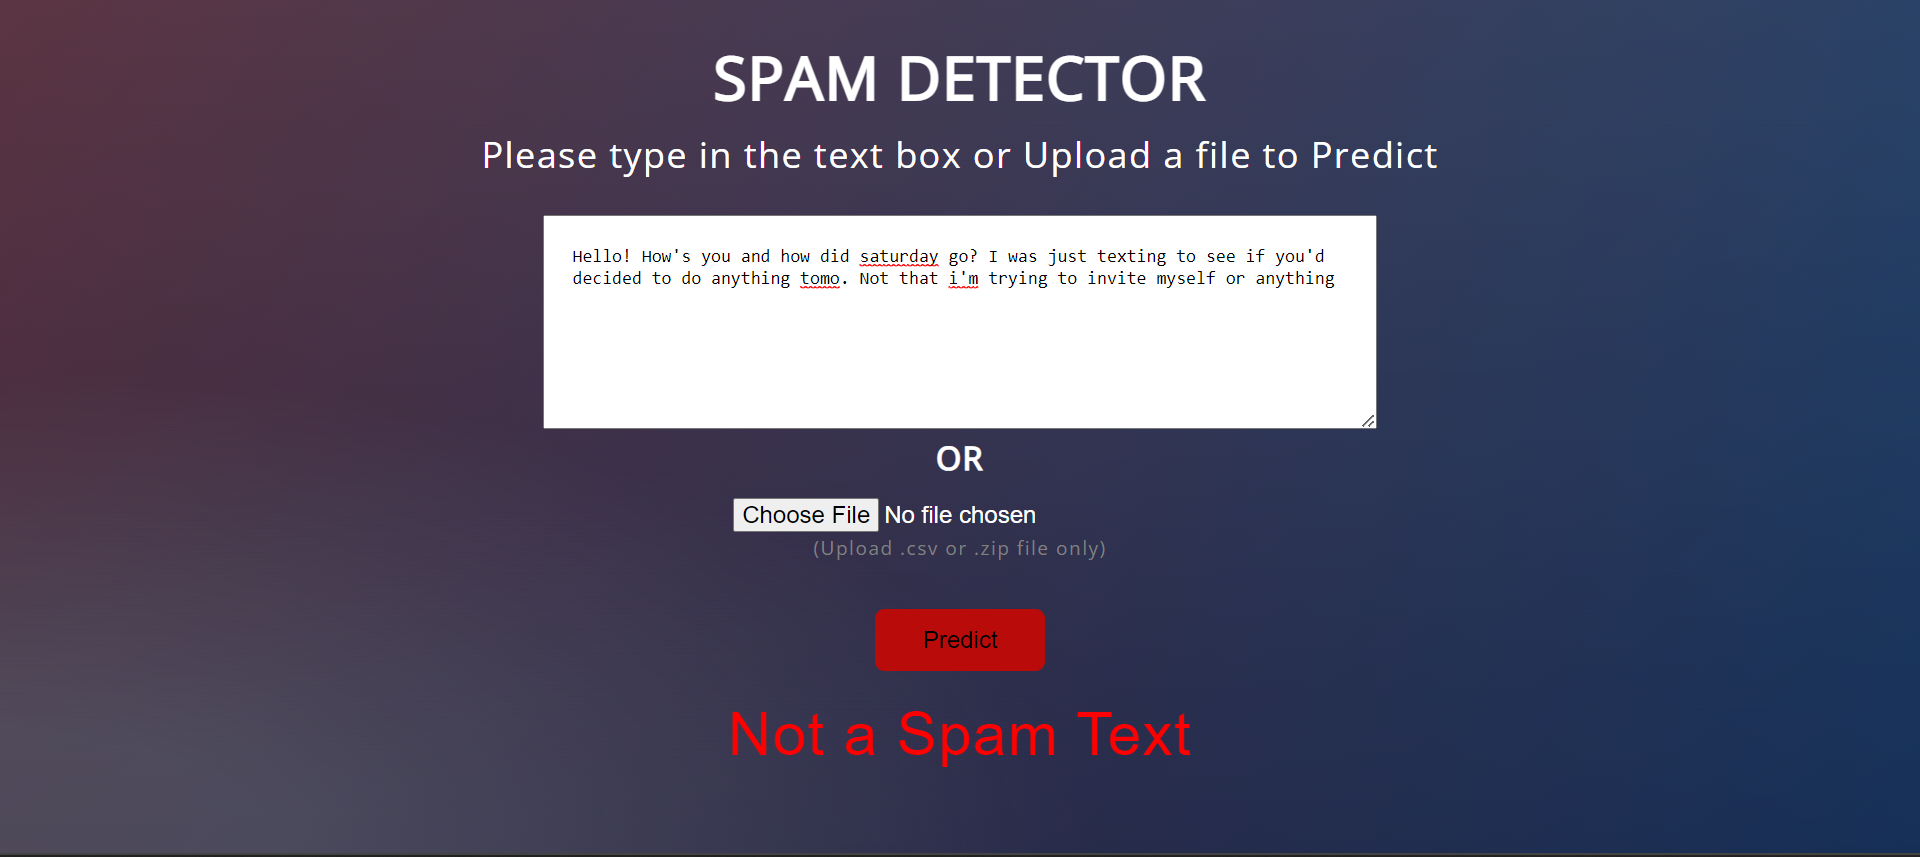 SPAM DETECTOR
Please type in the text box or Upload a file to Predict
Hello! How's you and how did saturday go? I was just texting to see if you'd
decided to do anything tomo. Not that i'm trying to invite myself or anything
OR
Choose File No file chosen
(Upload .csv or .zip file only)
Predict
Not a Spam Text